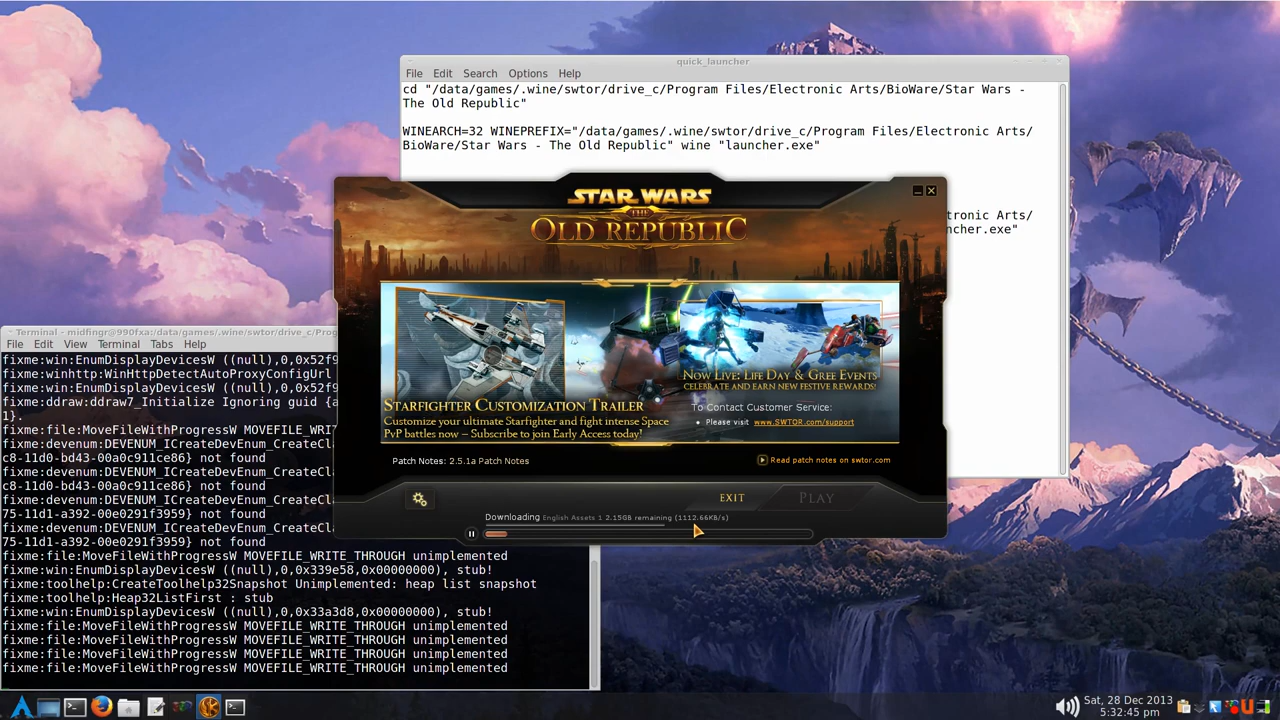 quick_launcher
File Edit Search Options Help
cd "/data/games/.wine/swtor/drive_c/Program Files/Electronic Arts/BioWare/Star Wars -
The Old Republic"
WINEARCH=32 WINEPREFIX="/data/games/.wine/swtor/drive_c/Program Files/Electronic Arts/
BioWare/Star Wars - The Old Republic" wine "launcher.exe"
tronic Arts/
ncher.exe"
STAR WARS
THE
OLD REPUBLIC
STARFIGHTER CUSTOMIZATION TRAILER
Customize your ultimate Starfighter and fight intense Space
PvP battles now – Subscribe to join Early Access today!
NOW LIVE: LIFE DAY & GREE EVENTS
CELEBRATE AND EARN NEW FESTIVE REWARDS!
To Contact Customer Service:
• Please visit www.SWTOR.com/support
Patch Notes: 2.5.1a Patch Notes
Read patch notes on swtor.com
EXIT
PLAY
Downloading English Assets 1 2.15GB remaining (1112.66KB/s)
Terminal - midfingr@990fxa:/data/games/.wine/swtor/drive_c/Prog
File Edit View Terminal Tabs Help
fixme:win:EnumDisplayDevicesW ((null),0,0x52f9
fixme:winhttp:WinHttpDetectAutoProxyConfigUrl
fixme:win:EnumDisplayDevicesW ((null),0,0x52f9
fixme:ddraw:ddraw7_Initialize Ignoring guid {a
1}.
fixme:file:MoveFileWithProgressW MOVEFILE_WRI
fixme:devenum:DEVENUM_ICreateDevEnum_CreateCla
c8-11d0-bd43-00a0c911ce86} not found
fixme:devenum:DEVENUM_ICreateDevEnum_CreateCla
c8-11d0-bd43-00a0c911ce86} not found
fixme:devenum:DEVENUM_ICreateDevEnum_CreateCla
75-11d1-a392-00e0291f3959} not found
fixme:devenum:DEVENUM_ICreateDevEnum_CreateCla
75-11d1-a392-00e0291f3959} not found
fixme:file:MoveFileWithProgressW MOVEFILE_WRITE_THROUGH unimplemented
fixme:win:EnumDisplayDevicesW ((null),0,0x339e58,0x00000000), stub!
fixme:toolhelp:CreateToolhelp32Snapshot Unimplemented: heap list snapshot
fixme:toolhelp:Heap32ListFirst : stub
fixme:win:EnumDisplayDevicesW ((null),0,0x33a3d8,0x00000000), stub!
fixme:file:MoveFileWithProgressW MOVEFILE_WRITE_THROUGH unimplemented
fixme:file:MoveFileWithProgressW MOVEFILE_WRITE_THROUGH unimplemented
fixme:file:MoveFileWithProgressW MOVEFILE_WRITE_THROUGH unimplemented
fixme:file:MoveFileWithProgressW MOVEFILE_WRITE_THROUGH unimplemented
Sat, 28 Dec 2013
5:32:45 pm